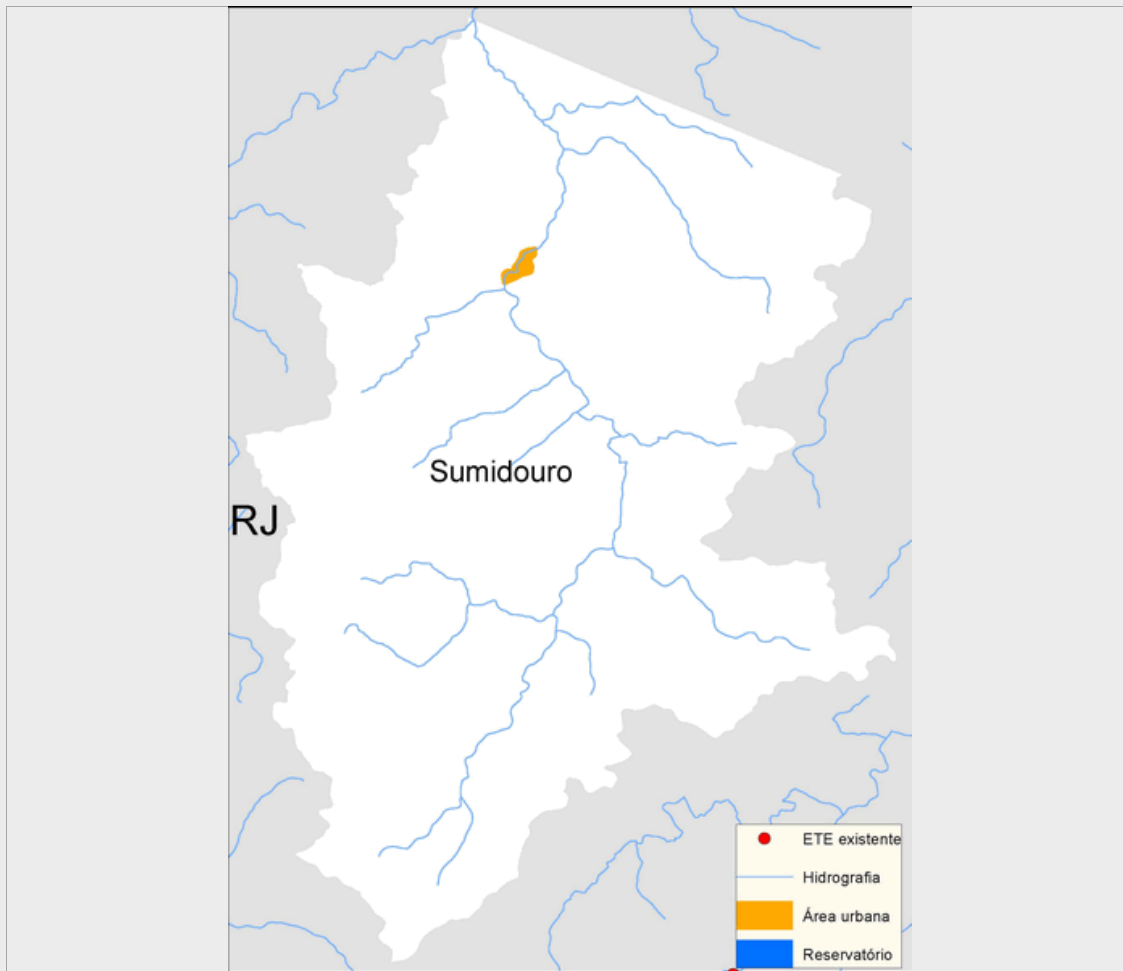 Sumidouro
RJ
ETE existente
Hidrografia
Área urbana
Reservatório